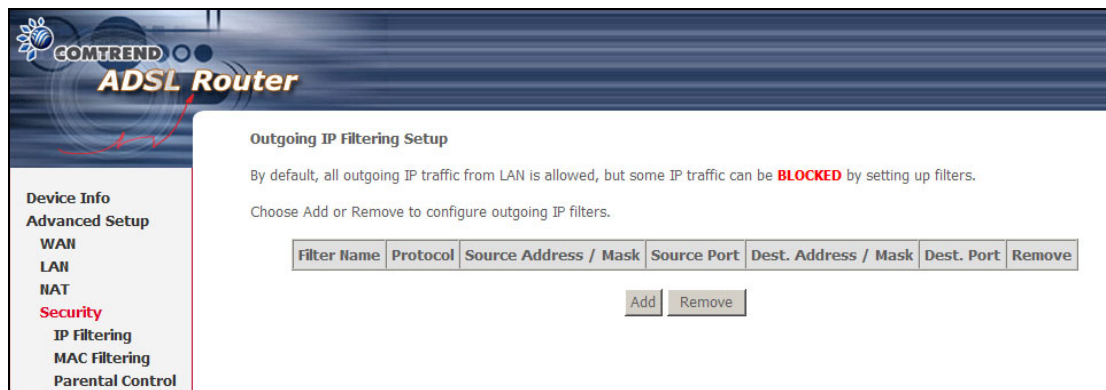 COMTREND
ADSL Router
Device Info
Advanced Setup
WAN
LAN
NAT
Security
IP Filtering
MAC Filtering
Parental Control
Outgoing IP Filtering Setup
By default, all outgoing IP traffic from LAN is allowed, but some IP traffic can be BLOCKED by setting up filters.
Choose Add or Remove to configure outgoing IP filters.
Filter Name Protocol Source Address / Mask Source Port Dest. Address / Mask Dest. Port Remove
Add Remove